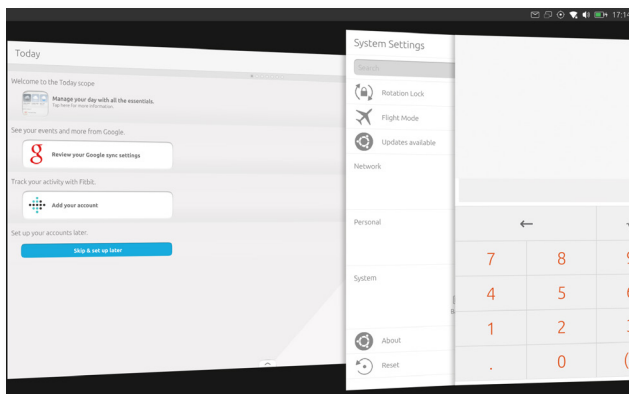 17:14
Today
Welcome to the Today scope
Manage your day with all the essentials.
Tap here for more information.
See your events and more from Google.
Review your Google sync settings
Track your activity with Fitbit.
Add your account
Set up your accounts later.
Skip & set up later
System Settings
Search
Rotation Lock
Flight Mode
Updates available
Network
Personal
System
About
Reset
←
7 8
4 5
1 2
. 0 (